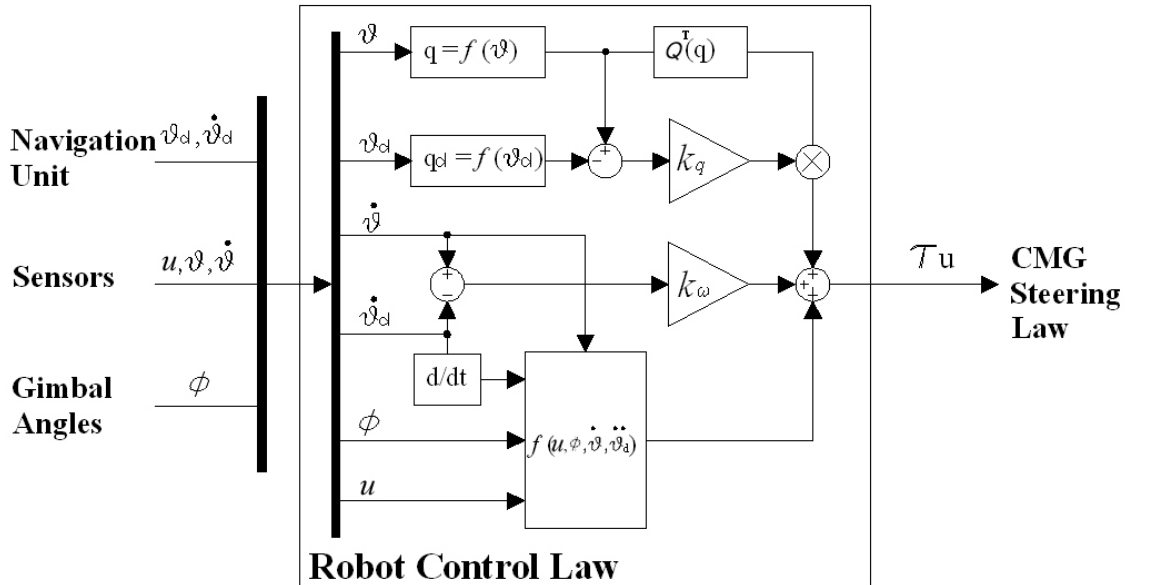 ϑ
q = f (ϑ)
Qᵀ(q)
Navigation
Unit
ϑd, ϑ̇d
ϑd
qd = f (ϑd)
- +
kq
×
ϑ̇
Sensors
u, ϑ, ϑ̇
+
−
kω
+
+
+
τu
CMG
Steering
Law
ϑ̇d
d/dt
Gimbal
Angles
ϕ
ϕ
f (u, ϕ, ϑ̇, ϑ̈d)
u
Robot Control Law